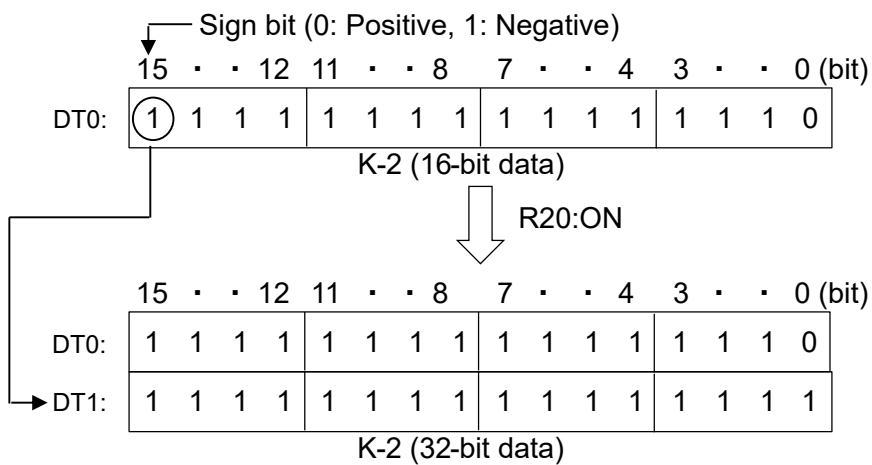 Sign bit (0: Positive, 1: Negative)
15 · · 12 11 · · 8 7 · · 4 3 · · 0 (bit)
DT0: 1 1 1 1 1 1 1 1 1 1 1 1 1 1 1 0
K-2 (16-bit data)
R20:ON
15 · · 12 11 · · 8 7 · · 4 3 · · 0 (bit)
DT0: 1 1 1 1 1 1 1 1 1 1 1 1 1 1 1 0
DT1: 1 1 1 1 1 1 1 1 1 1 1 1 1 1 1 1
K-2 (32-bit data)